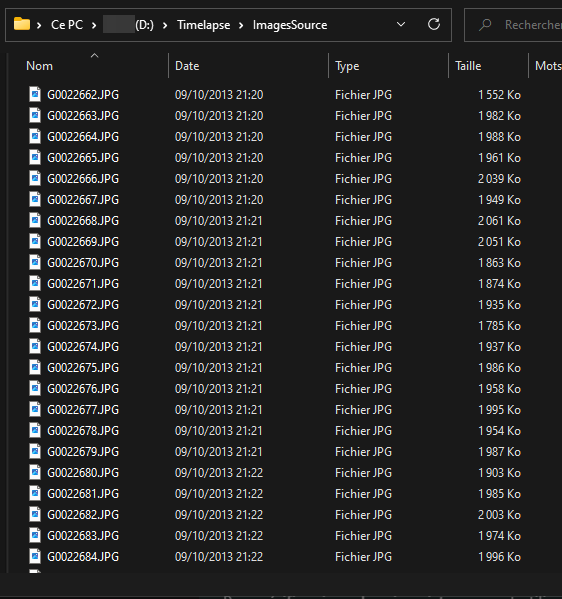 Ce PC > (D:) > Timelapse > ImagesSource
Rechercher
Nom Date Type Taille Mots
G0022662.JPG 09/10/2013 21:20 Fichier JPG 1 552 Ko
G0022663.JPG 09/10/2013 21:20 Fichier JPG 1 982 Ko
G0022664.JPG 09/10/2013 21:20 Fichier JPG 1 988 Ko
G0022665.JPG 09/10/2013 21:20 Fichier JPG 1 961 Ko
G0022666.JPG 09/10/2013 21:20 Fichier JPG 2 039 Ko
G0022667.JPG 09/10/2013 21:20 Fichier JPG 1 949 Ko
G0022668.JPG 09/10/2013 21:21 Fichier JPG 2 061 Ko
G0022669.JPG 09/10/2013 21:21 Fichier JPG 2 051 Ko
G0022670.JPG 09/10/2013 21:21 Fichier JPG 1 863 Ko
G0022671.JPG 09/10/2013 21:21 Fichier JPG 1 874 Ko
G0022672.JPG 09/10/2013 21:21 Fichier JPG 1 935 Ko
G0022673.JPG 09/10/2013 21:21 Fichier JPG 1 785 Ko
G0022674.JPG 09/10/2013 21:21 Fichier JPG 1 937 Ko
G0022675.JPG 09/10/2013 21:21 Fichier JPG 1 986 Ko
G0022676.JPG 09/10/2013 21:21 Fichier JPG 1 958 Ko
G0022677.JPG 09/10/2013 21:21 Fichier JPG 1 995 Ko
G0022678.JPG 09/10/2013 21:21 Fichier JPG 1 954 Ko
G0022679.JPG 09/10/2013 21:21 Fichier JPG 1 987 Ko
G0022680.JPG 09/10/2013 21:22 Fichier JPG 1 903 Ko
G0022681.JPG 09/10/2013 21:22 Fichier JPG 1 985 Ko
G0022682.JPG 09/10/2013 21:22 Fichier JPG 2 003 Ko
G0022683.JPG 09/10/2013 21:22 Fichier JPG 1 974 Ko
G0022684.JPG 09/10/2013 21:22 Fichier JPG 1 996 Ko